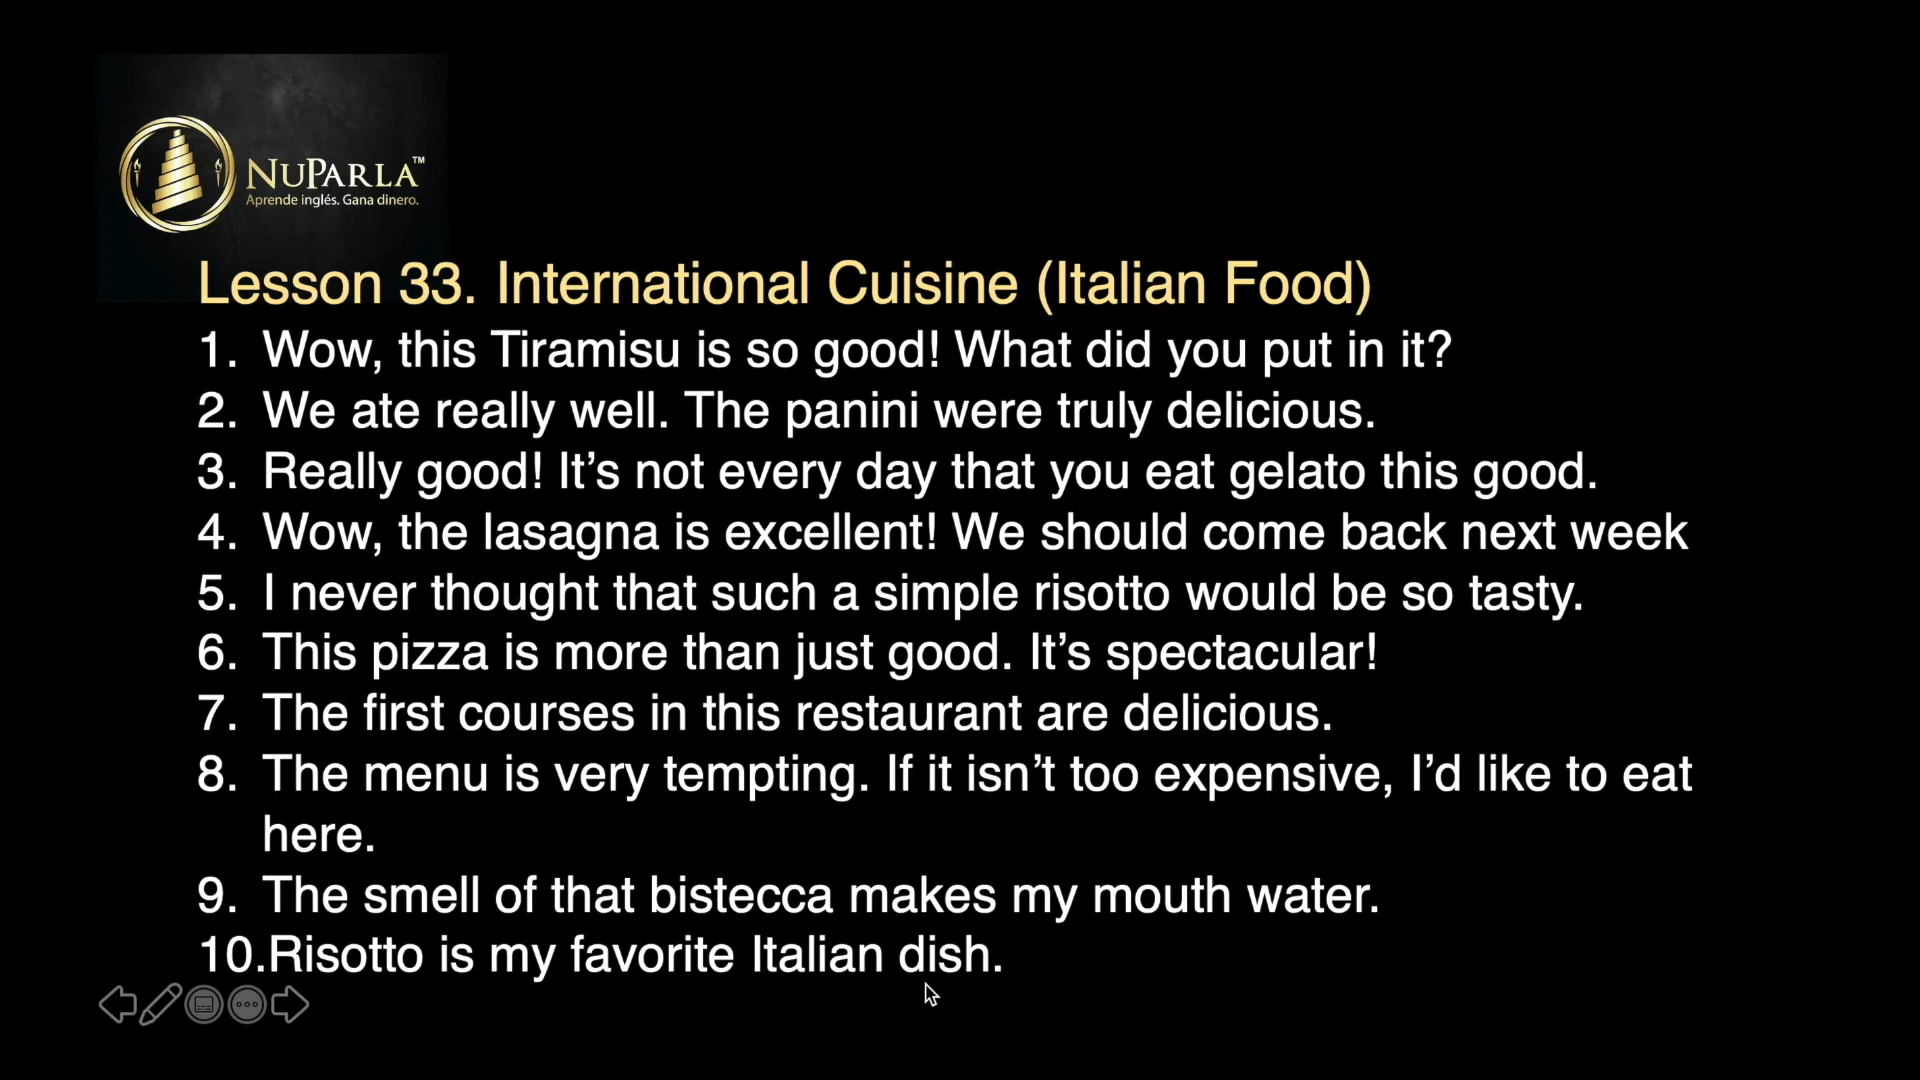 NUPARLA™
Aprende inglés. Gana dinero.
Lesson 33. International Cuisine (Italian Food)
1. Wow, this Tiramisu is so good! What did you put in it?
2. We ate really well. The panini were truly delicious.
3. Really good! It’s not every day that you eat gelato this good.
4. Wow, the lasagna is excellent! We should come back next week
5. I never thought that such a simple risotto would be so tasty.
6. This pizza is more than just good. It’s spectacular!
7. The first courses in this restaurant are delicious.
8. The menu is very tempting. If it isn’t too expensive, I’d like to eat
here.
9. The smell of that bistecca makes my mouth water.
10.Risotto is my favorite Italian dish.